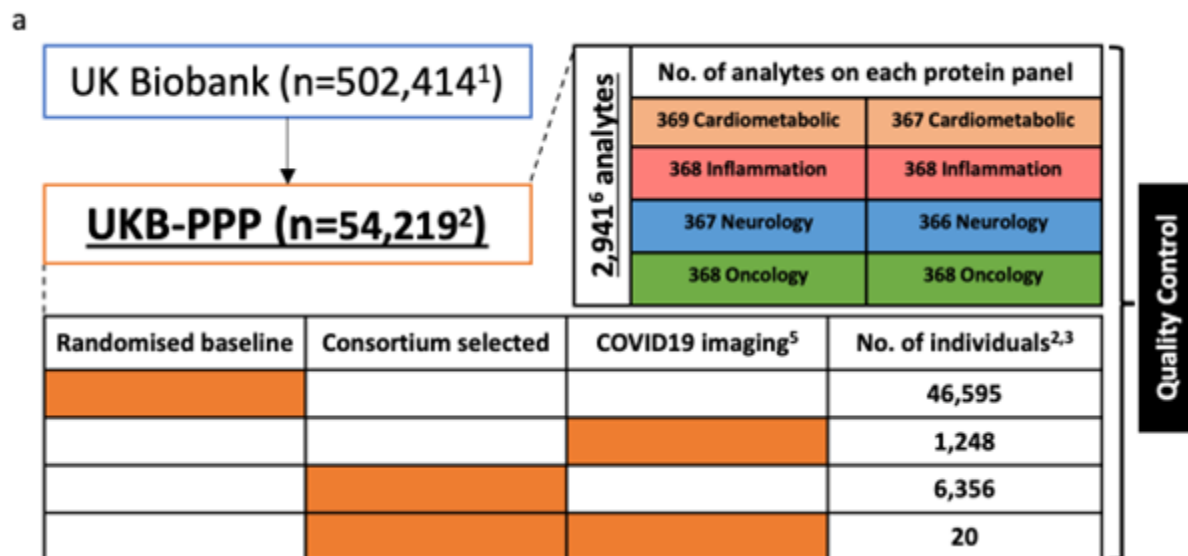 a
UK Biobank (n=502,414¹)
UKB-PPP (n=54,219²)
2,941⁶ analytes
No. of analytes on each protein panel
369 Cardiometabolic 367 Cardiometabolic
368 Inflammation 368 Inflammation
367 Neurology 366 Neurology
368 Oncology 368 Oncology
Quality Control
Randomised baseline Consortium selected COVID19 imaging⁵ No. of individuals²,³
46,595
1,248
6,356
20